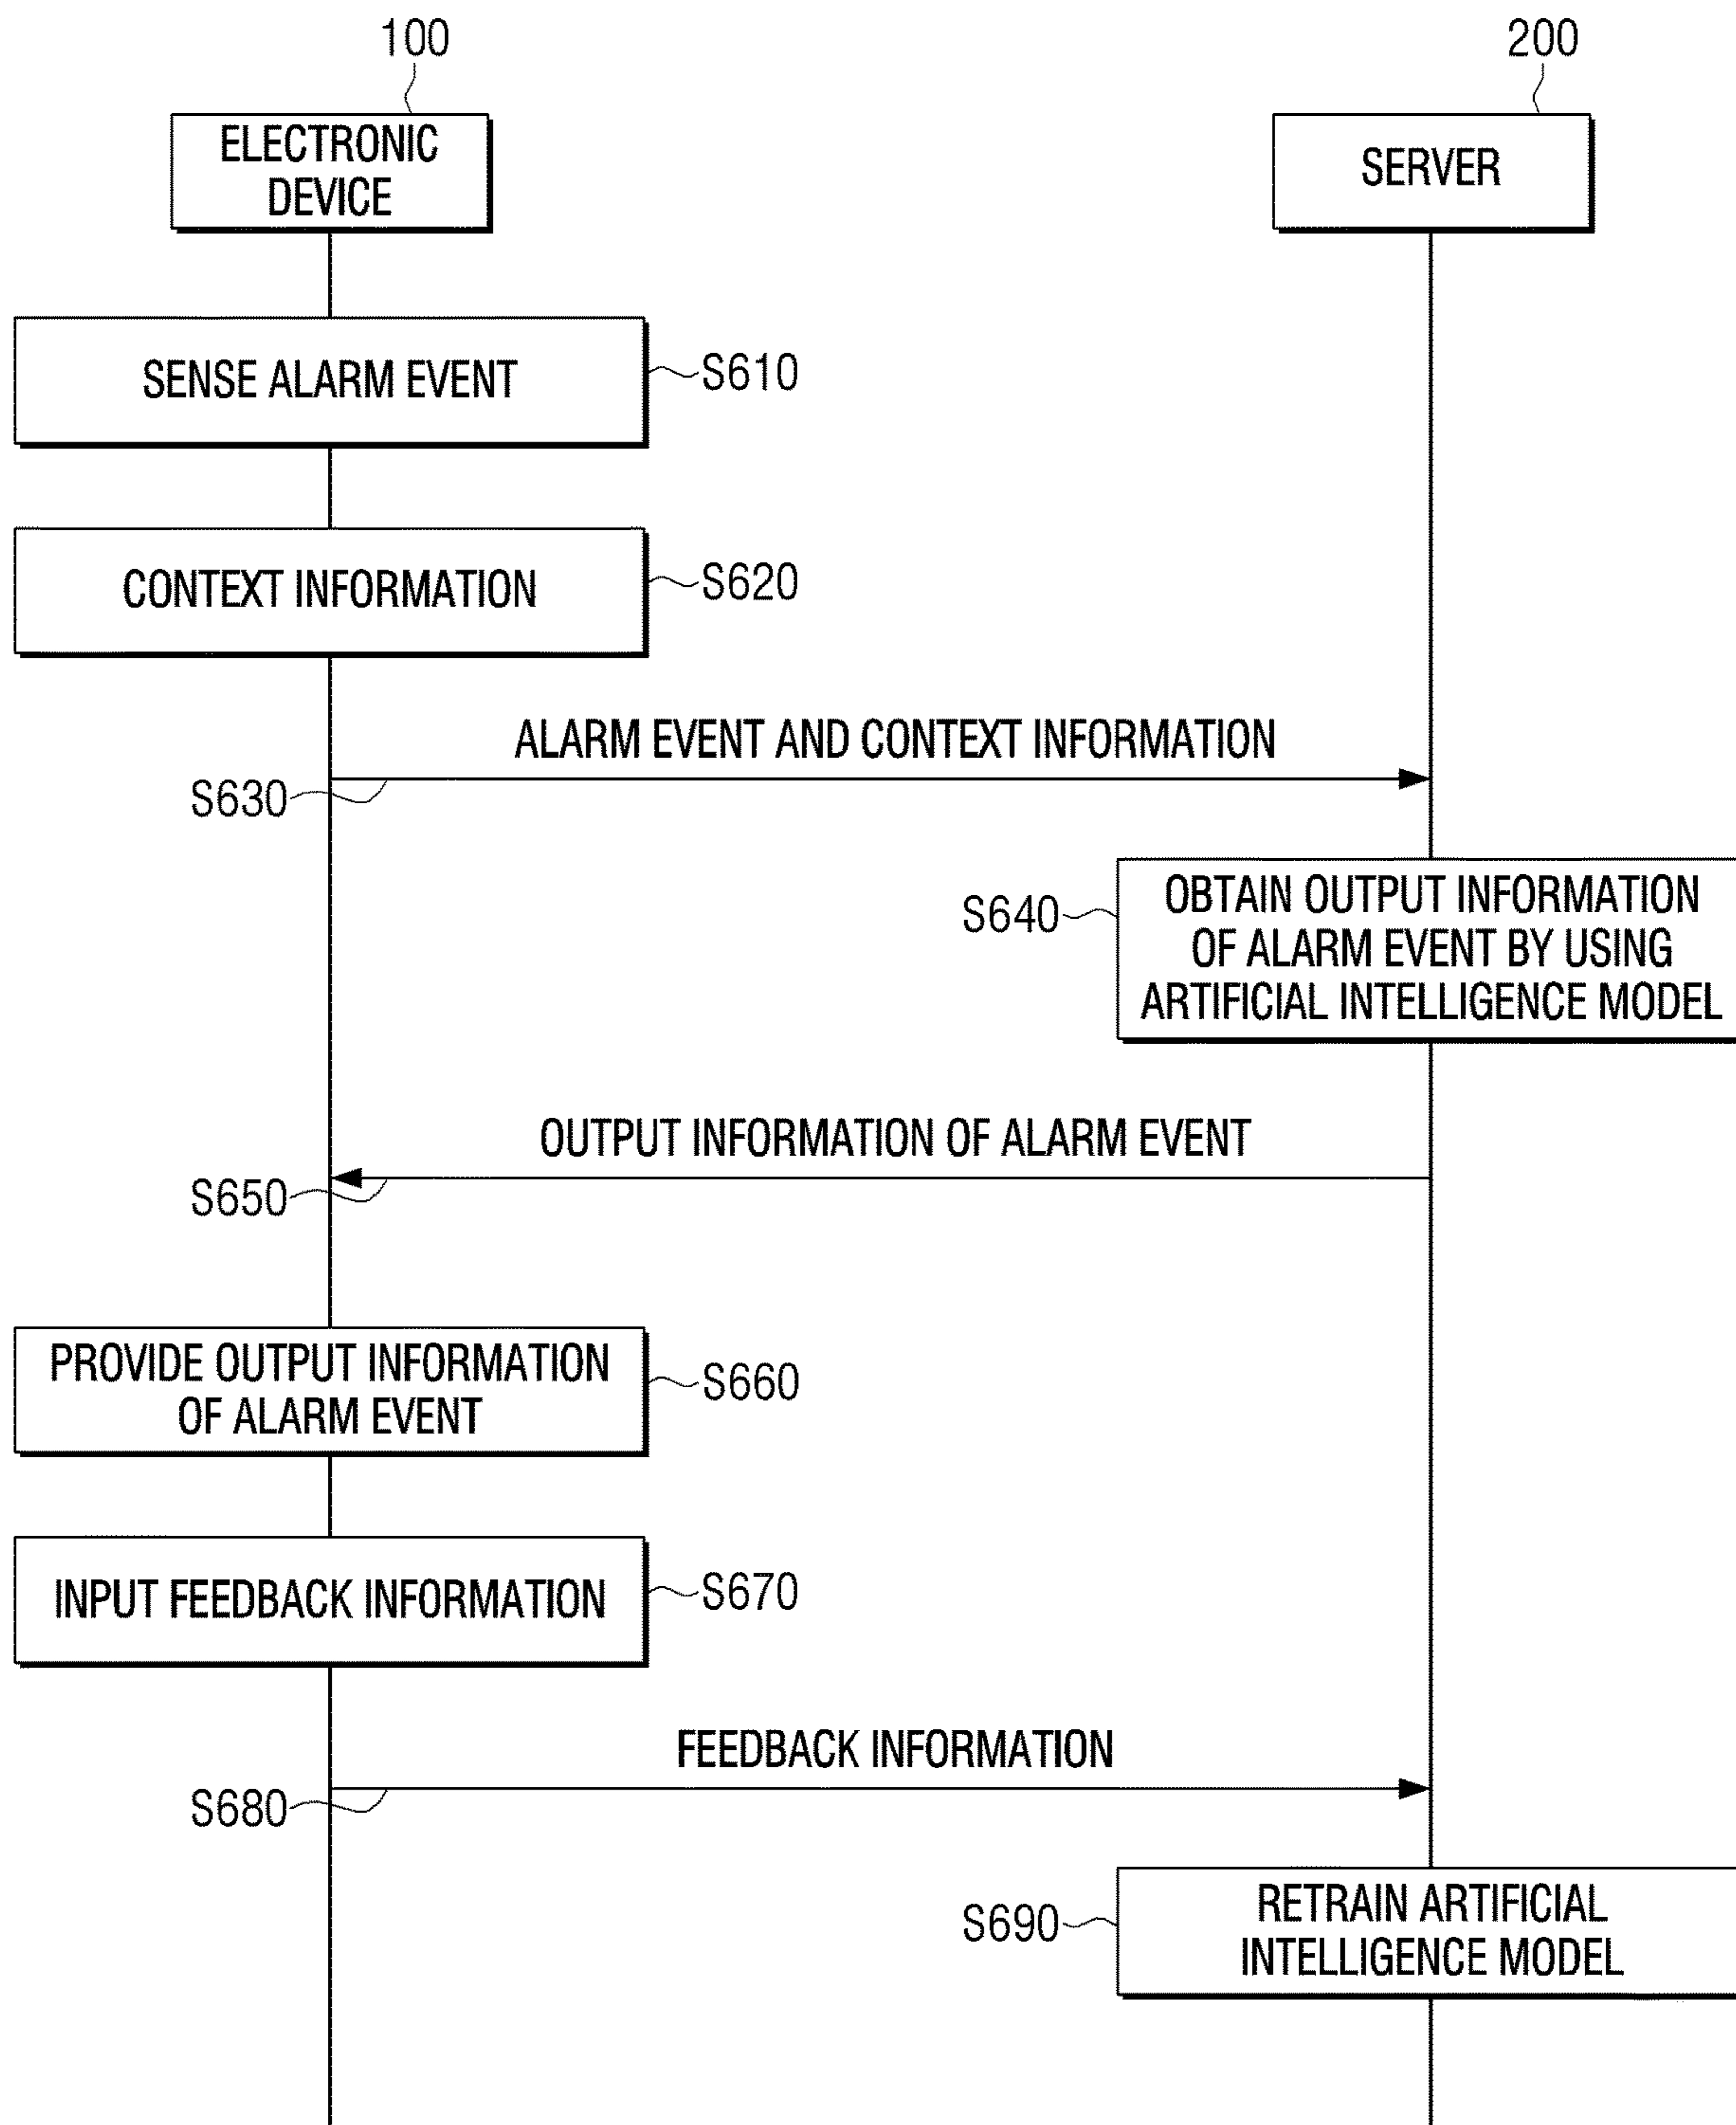 100
200
ELECTRONIC
DEVICE
SERVER
SENSE ALARM EVENT
S610
CONTEXT INFORMATION
S620
ALARM EVENT AND CONTEXT INFORMATION
S630
S640
OBTAIN OUTPUT INFORMATION
OF ALARM EVENT BY USING
ARTIFICIAL INTELLIGENCE MODEL
OUTPUT INFORMATION OF ALARM EVENT
S650
PROVIDE OUTPUT INFORMATION
OF ALARM EVENT
S660
INPUT FEEDBACK INFORMATION
S670
FEEDBACK INFORMATION
S680
S690
RETRAIN ARTIFICIAL
INTELLIGENCE MODEL